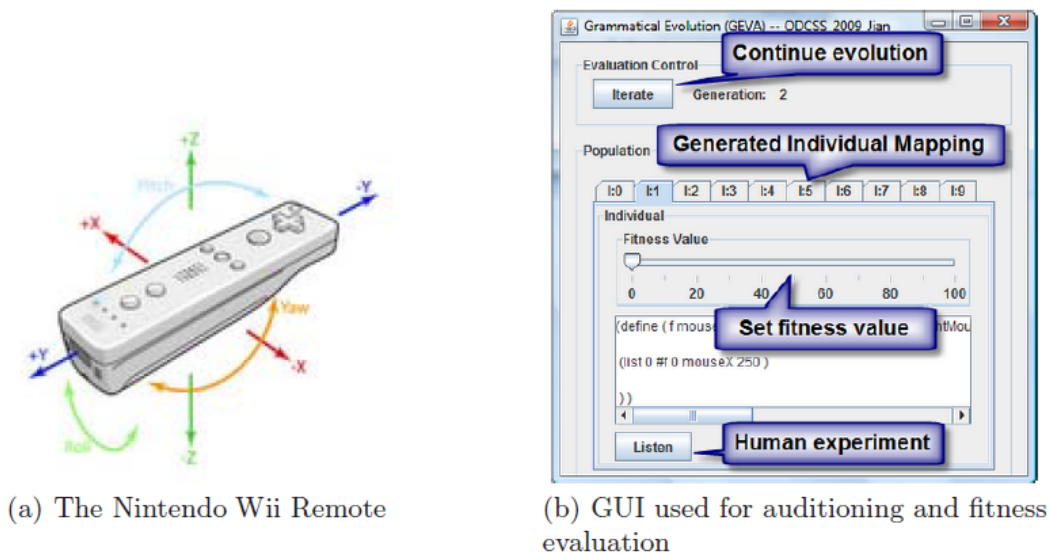 +Z
Pitch
-Y
+X
Yaw
+Y
-X
Roll
-Z
(a) The Nintendo Wii Remote
Grammatical Evolution (GEVA) -- ODCSS 2009 Jian
Continue evolution
Evaluation Control
Iterate Generation: 2
Generated Individual Mapping
Population
I:0 I:1 I:2 I:3 I:4 I:5 I:6 I:7 I:8 I:9
Individual
Fitness Value
0 20 40 60 80 100
Set fitness value
(define ( f mouse ntMou
(list 0 #f 0 mouseX 250 )
) )
Listen
Human experiment
(b) GUI used for auditioning and fitness
evaluation